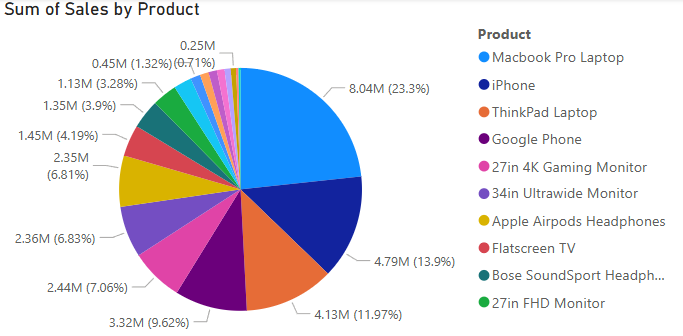 Sum of Sales by Product
8.04M (23.3%)
4.79M (13.9%)
4.13M (11.97%)
3.32M (9.62%)
2.44M (7.06%)
2.36M (6.83%)
2.35M
(6.81%)
1.45M (4.19%)
1.35M (3.9%)
1.13M (3.28%)
0.45M (1.32%)
(0.71%)
0.25M
Product
Macbook Pro Laptop
iPhone
ThinkPad Laptop
Google Phone
27in 4K Gaming Monitor
34in Ultrawide Monitor
Apple Airpods Headphones
Flatscreen TV
Bose SoundSport Headph...
27in FHD Monitor